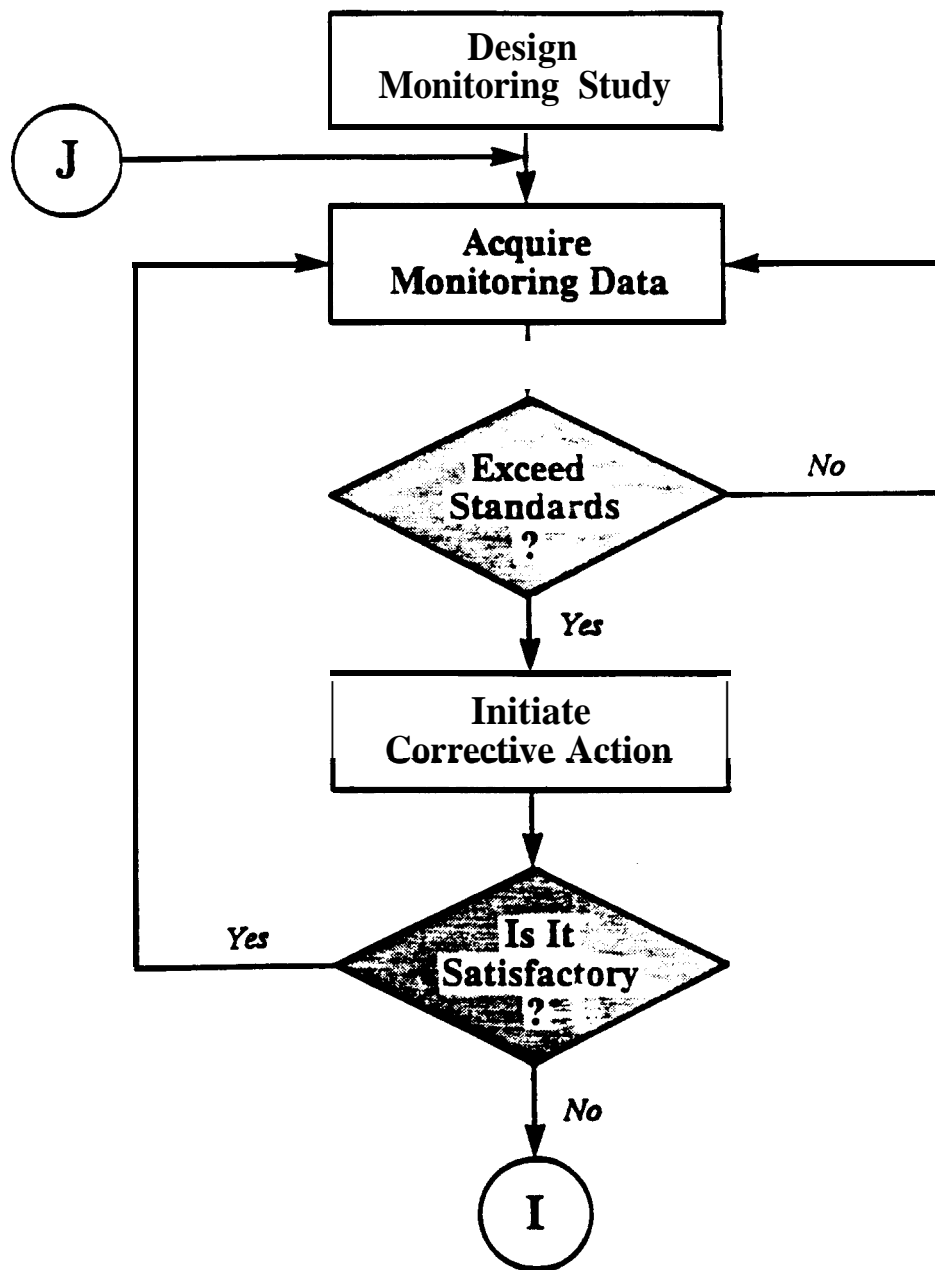 Design
Monitoring Study
J
Acquire
Monitoring Data
Exceed
Standards
?
No
Yes
Initiate
Corrective Action
Is It
Satisfactory
?
Yes
No
I